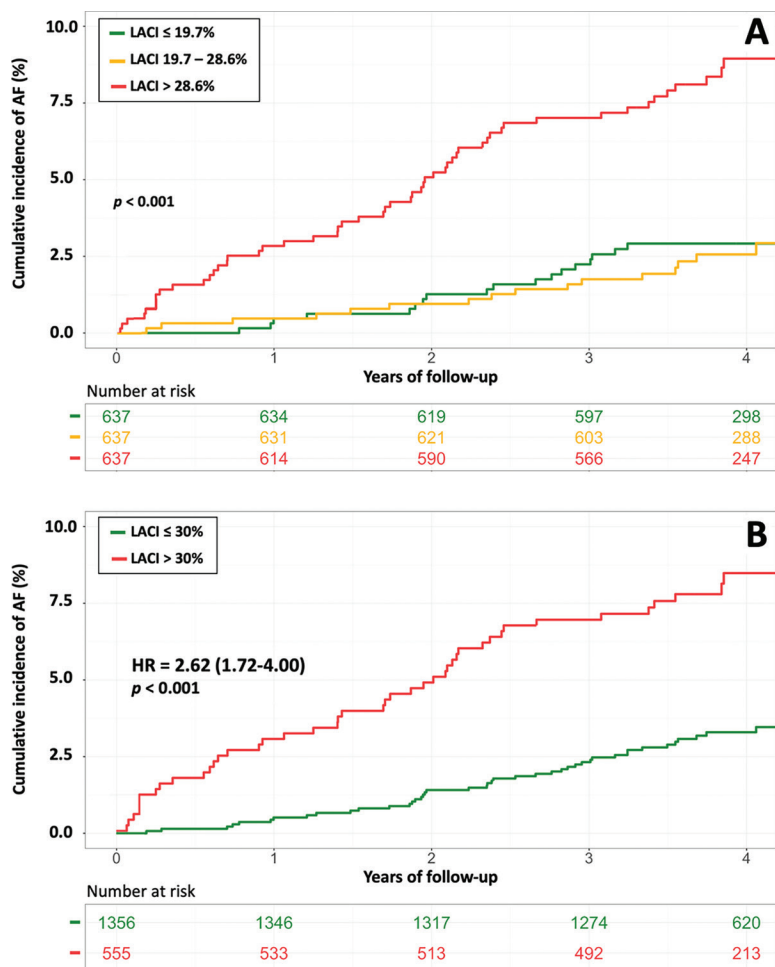 A
LACI ≤ 19.7%
LACI 19.7 – 28.6%
LACI > 28.6%
Cumulative incidence of AF (%)
10.0
7.5
5.0
2.5
0.0
p < 0.001
0 1 2 3 4
Years of follow-up
Number at risk
637 634 619 597 298
637 631 621 603 288
637 614 590 566 247
B
LACI ≤ 30%
LACI > 30%
Cumulative incidence of AF (%)
10.0
7.5
5.0
2.5
0.0
HR = 2.62 (1.72-4.00)
p < 0.001
0 1 2 3 4
Years of follow-up
Number at risk
1356 1346 1317 1274 620
555 533 513 492 213